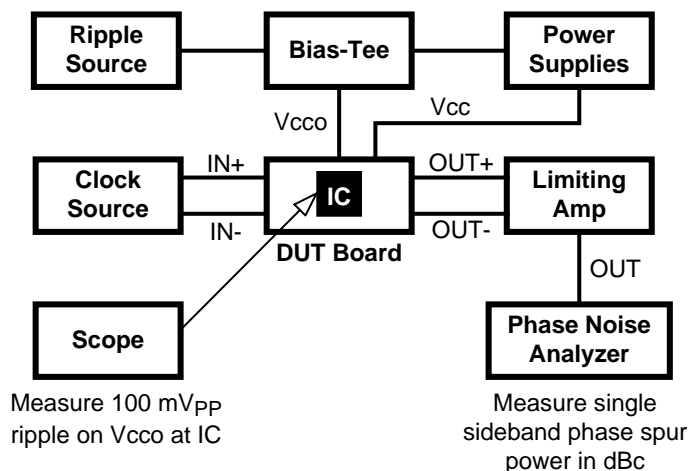 Ripple
Source
Bias-Tee
Power
Supplies
Vcco
Vcc
Clock
Source
IN+
IN-
IC
DUT Board
OUT+
OUT-
Limiting
Amp
OUT
Scope
Phase Noise
Analyzer
Measure 100 mVPP
ripple on Vcco at IC
Measure single
sideband phase spur
power in dBc